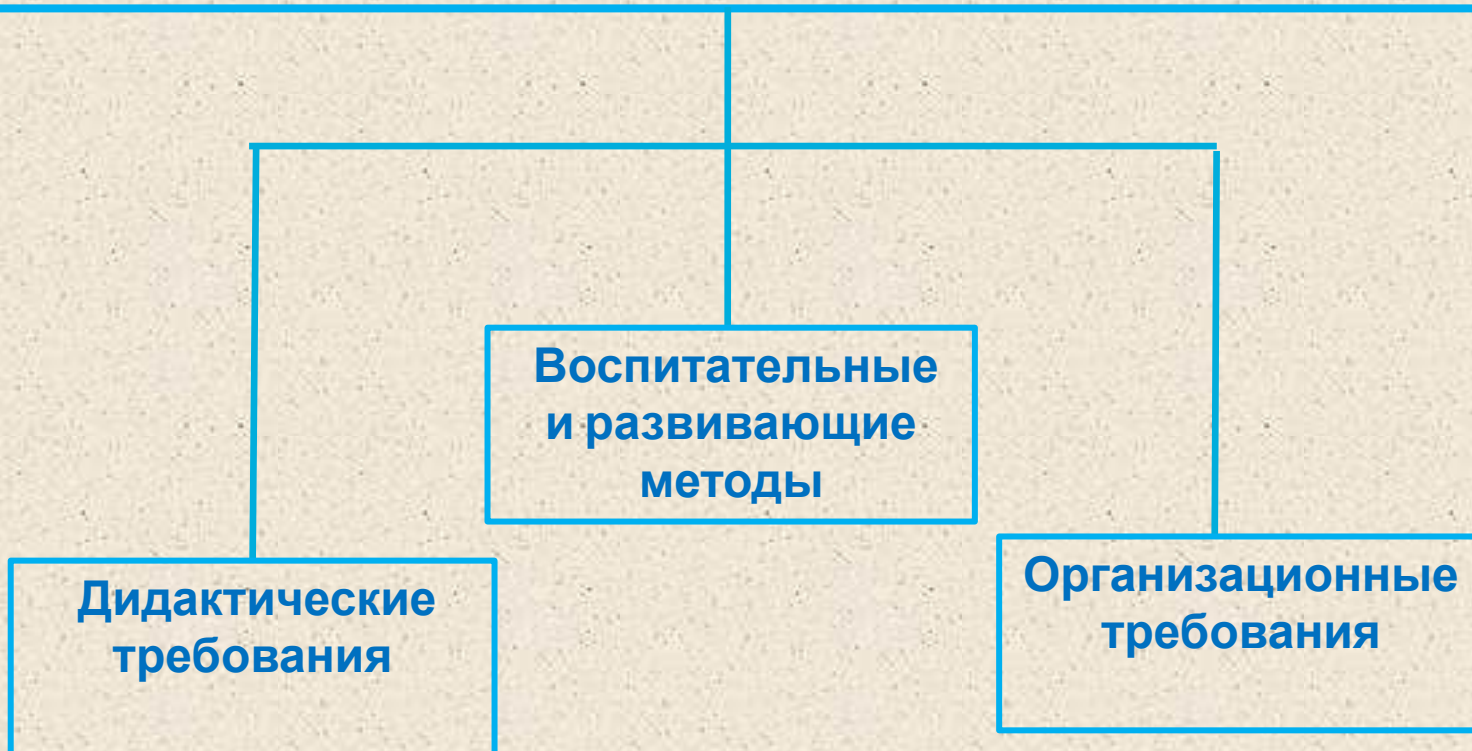 Воспитательные
и развивающие
методы
Дидактические
требования
Организационные
требования